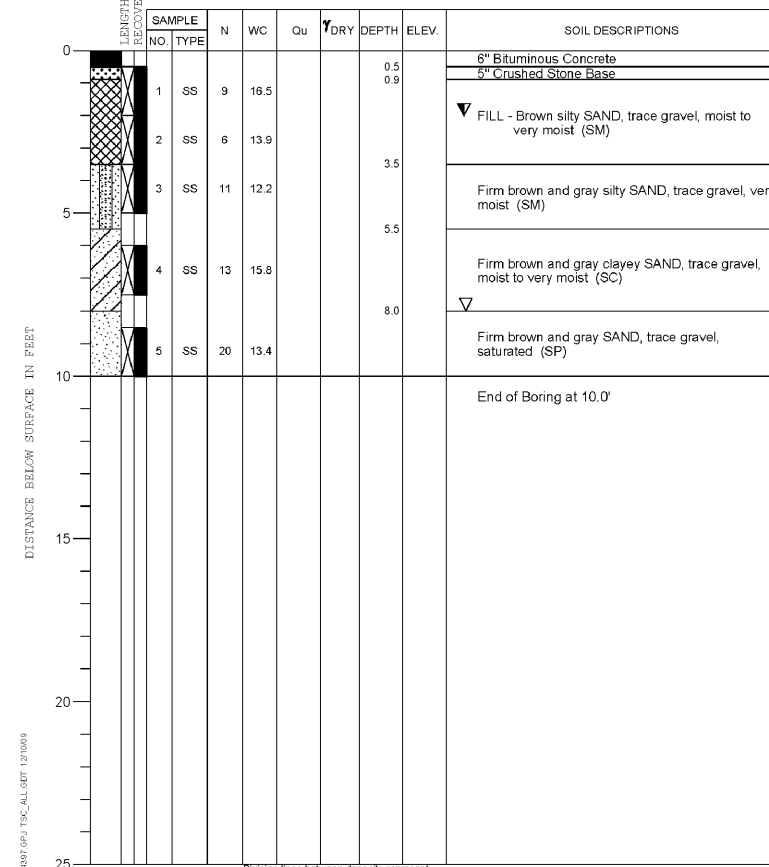 LENGTH
RECOVE
SAMPLE
NO. TYPE N WC Qu γDRY DEPTH ELEV. SOIL DESCRIPTIONS
0
6" Bituminous Concrete
0.5
5" Crushed Stone Base
0.9
1 SS 9 16.5
FILL - Brown silty SAND, trace gravel, moist to
very moist (SM)
2 SS 6 13.9
3.5
3 SS 11 12.2
Firm brown and gray silty SAND, trace gravel, ver
moist (SM)
5
5.5
4 SS 13 15.8
Firm brown and gray clayey SAND, trace gravel,
moist to very moist (SC)
8.0
5 SS 20 13.4
Firm brown and gray SAND, trace gravel,
saturated (SP)
10
End of Boring at 10.0'
15
20
25
DISTANCE BELOW SURFACE IN FEET
4397.GPJ TSC_ALL.GDT 12/10/09